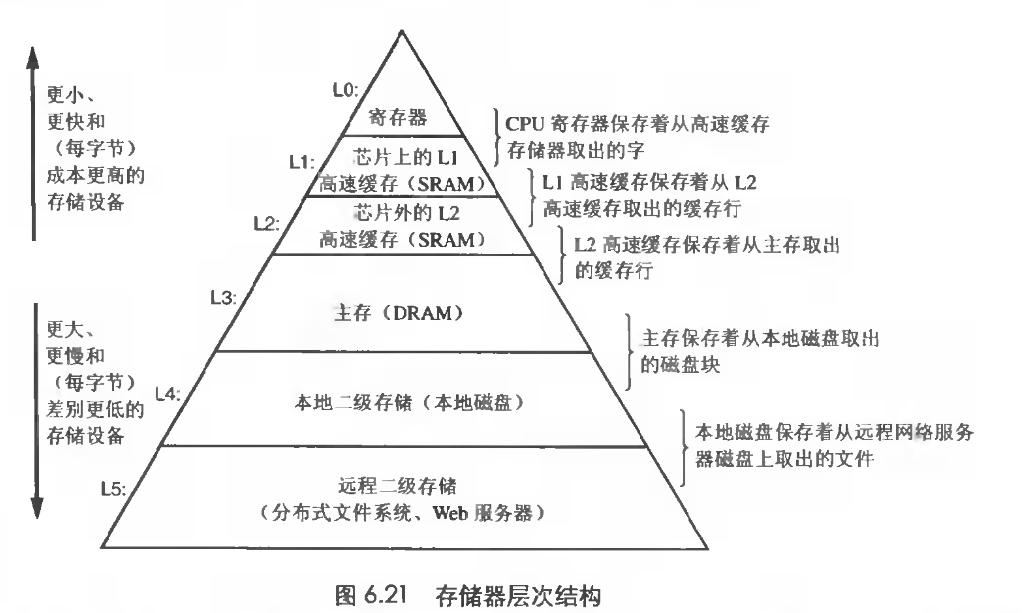 更小、
更快和
（每字节）
成本更高的
存储设备
更大、
更慢和
（每字节）
差别更低的
存储设备
L0:
寄存器
L1:
芯片上的 L1
高速缓存（SRAM）
L2:
芯片外的 L2
高速缓存（SRAM）
L3:
主存（DRAM）
L4:
本地二级存储（本地磁盘）
L5:
远程二级存储
（分布式文件系统、Web 服务器）
CPU 寄存器保存着从高速缓存
存储器取出的字
L1 高速缓存保存着从 L2
高速缓存取出的缓存行
L2 高速缓存保存着从主存取出
的缓存行
主存保存着从本地磁盘取出
的磁盘块
本地磁盘保存着从远程网络服务
器磁盘上取出的文件
图 6.21 存储器层次结构